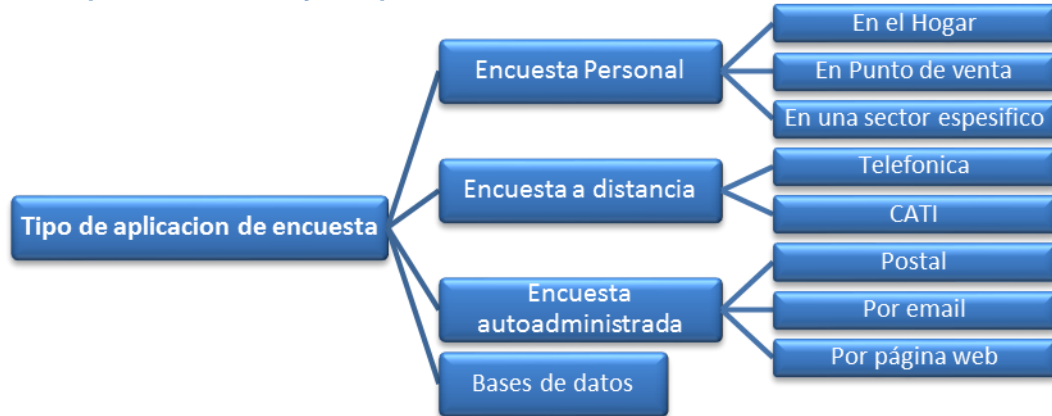 Tipo de aplicacion de encuesta
Encuesta Personal
En el Hogar
En Punto de venta
En una sector espesifico
Encuesta a distancia
Telefonica
CATI
Encuesta
autoadministrada
Postal
Por email
Por página web
Bases de datos